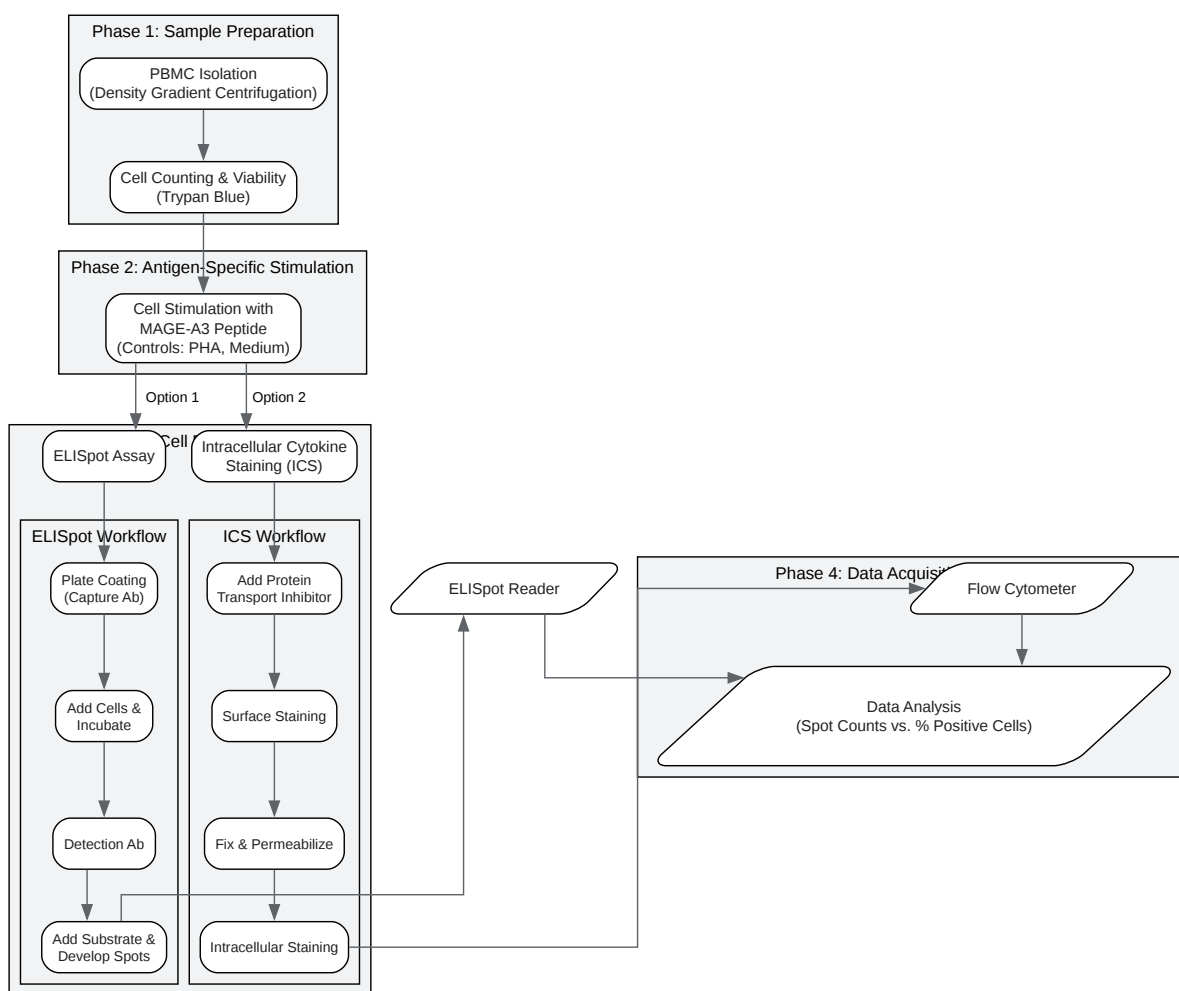 Phase 1: Sample Preparation
PBMC Isolation
(Density Gradient Centrifugation)
Cell Counting & Viability
(Trypan Blue)
Phase 2: Antigen-Specific Stimulation
Cell Stimulation with
MAGE-A3 Peptide
(Controls: PHA, Medium)
Option 1
Option 2
Cell
ELISpot Assay
Intracellular Cytokine
Staining (ICS)
ELISpot Workflow
Plate Coating
(Capture Ab)
Add Cells &
Incubate
Detection Ab
Add Substrate &
Develop Spots
ICS Workflow
Add Protein
Transport Inhibitor
Surface Staining
Fix & Permeabilize
Intracellular Staining
ELISpot Reader
Phase 4: Data
Flow Cytometer
Data Analysis
(Spot Counts vs. % Positive Cells)